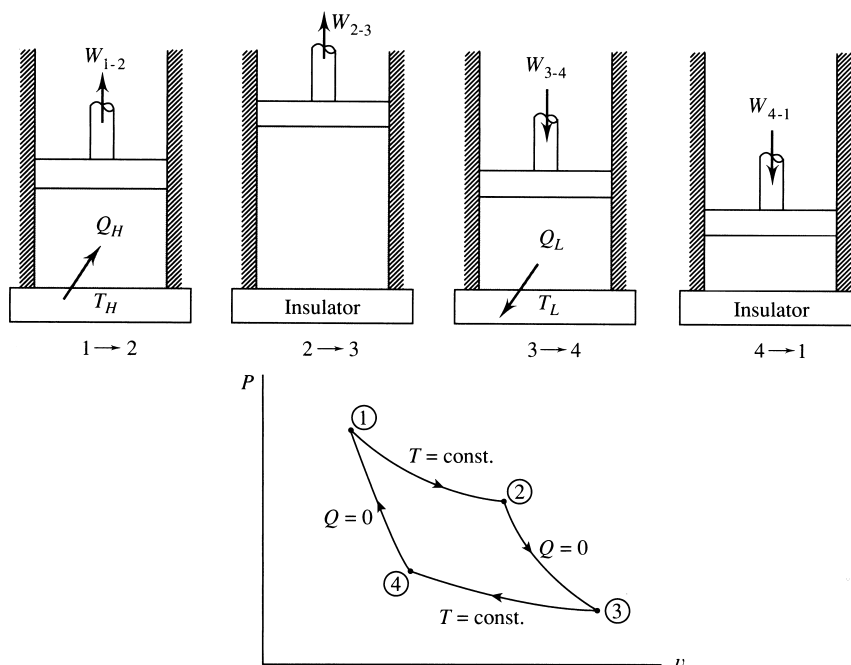 W1-2
W2-3
W3-4
W4-1
QH
QL
TH
Insulator
TL
Insulator
1 → 2
2 → 3
3 → 4
4 → 1
P
1
T = const.
2
Q = 0
Q = 0
4
3
T = const.
v